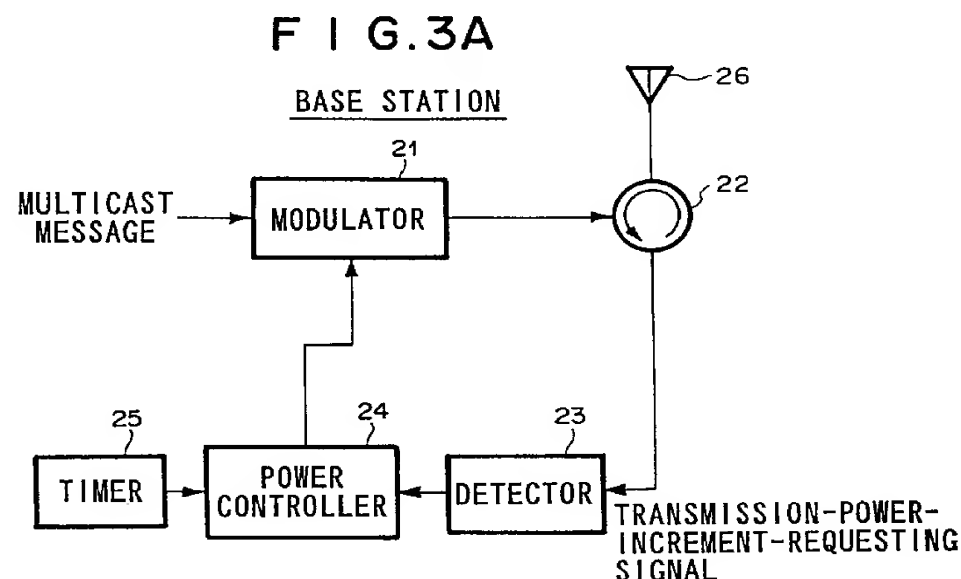 F I G.3A
BASE STATION
26
21
22
MULTICAST
MESSAGE
MODULATOR
25
24
23
TIMER
POWER
CONTROLLER
DETECTOR
TRANSMISSION-POWER-
INCREMENT-REQUESTING
SIGNAL